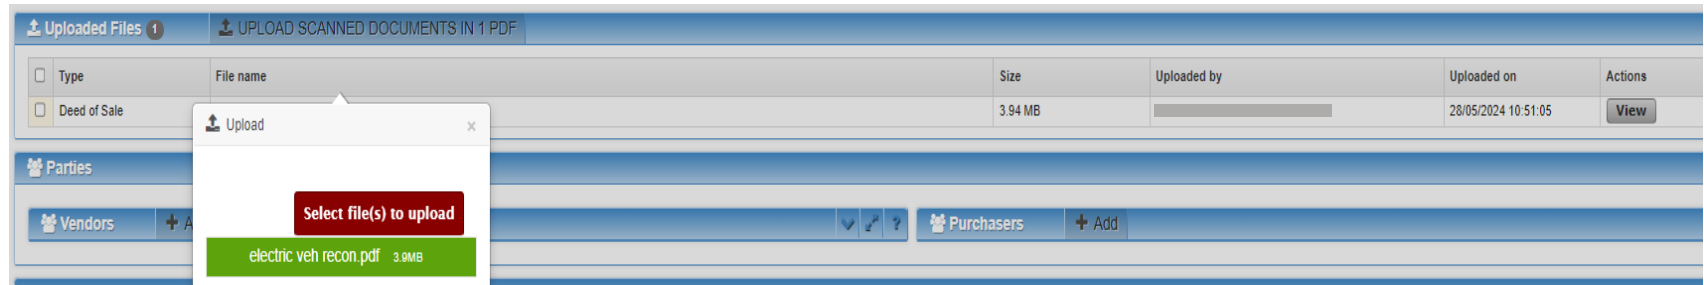 Uploaded Files 1 UPLOAD SCANNED DOCUMENTS IN 1 PDF
Type File name Size Uploaded by Uploaded on Actions
Deed of Sale 3.94 MB 28/05/2024 10:51:05 View
Upload x
Parties
Select file(s) to upload
Vendors + A ? Purchasers + Add
electric veh recon.pdf 3.9MB